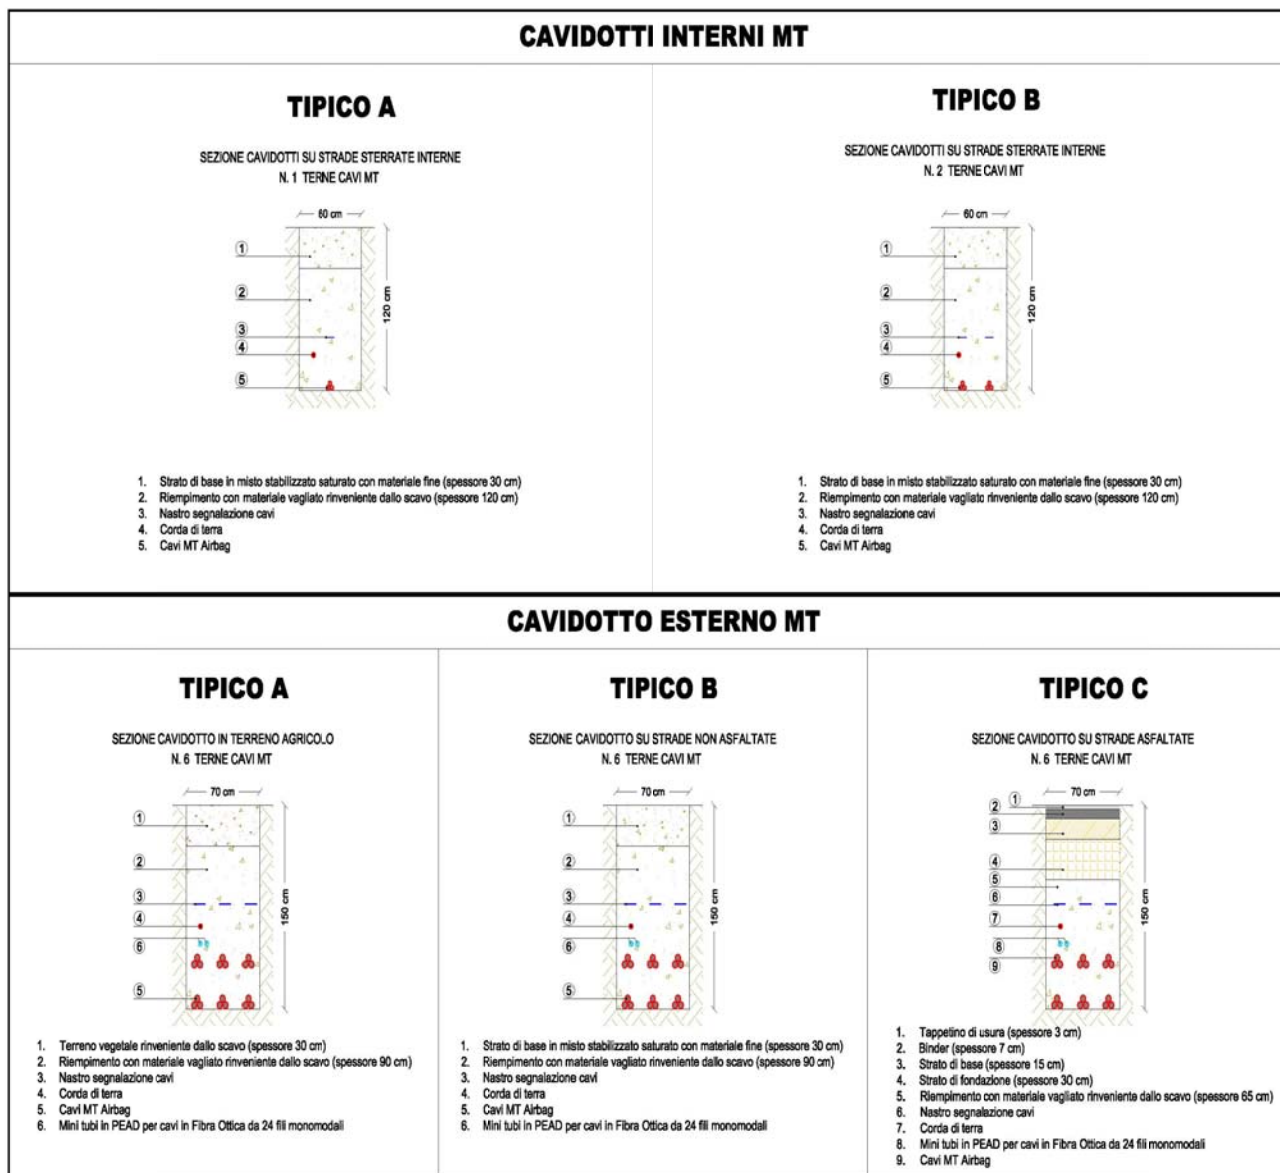 CAVIDOTTI INTERNI MT
TIPICO A
SEZIONE CAVIDOTTI SU STRADE STERRATE INTERNE
N. 1 TERNE CAVI MT
60 cm
1
2
3
4
5
120 cm
1. Strato di base in misto stabilizzato saturato con materiale fine (spessore 30 cm)
2. Riempimento con materiale vagliato rinveniente dallo scavo (spessore 120 cm)
3. Nastro segnalazione cavi
4. Corda di terra
5. Cavi MT Airbag
TIPICO B
SEZIONE CAVIDOTTI SU STRADE STERRATE INTERNE
N. 2 TERNE CAVI MT
60 cm
1
2
3
4
5
120 cm
1. Strato di base in misto stabilizzato saturato con materiale fine (spessore 30 cm)
2. Riempimento con materiale vagliato rinveniente dallo scavo (spessore 120 cm)
3. Nastro segnalazione cavi
4. Corda di terra
5. Cavi MT Airbag
CAVIDOTTO ESTERNO MT
TIPICO A
SEZIONE CAVIDOTTO IN TERRENO AGRICOLO
N. 6 TERNE CAVI MT
70 cm
1
2
3
4
6
5
150 cm
1. Terreno vegetale rinveniente dallo scavo (spessore 30 cm)
2. Riempimento con materiale vagliato rinveniente dallo scavo (spessore 90 cm)
3. Nastro segnalazione cavi
4. Corda di terra
5. Cavi MT Airbag
6. Mini tubi in PEAD per cavi in Fibra Ottica da 24 fili monomodali
TIPICO B
SEZIONE CAVIDOTTO SU STRADE NON ASFALTATE
N. 6 TERNE CAVI MT
70 cm
1
2
3
4
6
5
150 cm
1. Strato di base in misto stabilizzato saturato con materiale fine (spessore 30 cm)
2. Riempimento con materiale vagliato rinveniente dallo scavo (spessore 90 cm)
3. Nastro segnalazione cavi
4. Corda di terra
5. Cavi MT Airbag
6. Mini tubi in PEAD per cavi in Fibra Ottica da 24 fili monomodali
TIPICO C
SEZIONE CAVIDOTTO SU STRADE ASFALTATE
N. 6 TERNE CAVI MT
70 cm
1
2
3
4
5
6
7
8
9
150 cm
1. Tappetino di usura (spessore 3 cm)
2. Binder (spessore 7 cm)
3. Strato di base (spessore 15 cm)
4. Strato di fondazione (spessore 30 cm)
5. Riempimento con materiale vagliato rinveniente dallo scavo (spessore 65 cm)
6. Nastro segnalazione cavi
7. Corda di terra
8. Mini tubi in PEAD per cavi in Fibra Ottica da 24 fili monomodali
9. Cavi MT Airbag